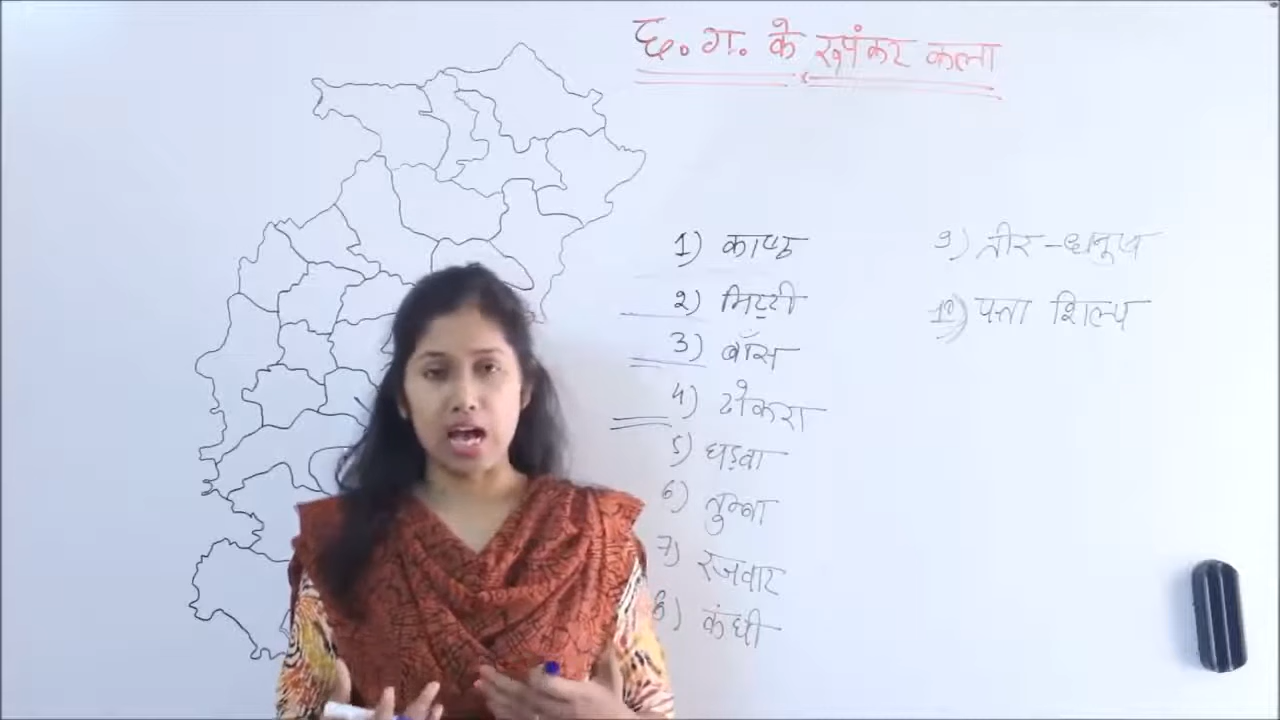 छ. ग. के रूपंकर कला
1) काष्ठ
2) मिट्टी
3) बाँस
4) ढोकरा
5) घड़वा
6) तुम्बा
7) रजवार
8) कंघी
9) तीर-धनुष
10) पत्ता शिल्प